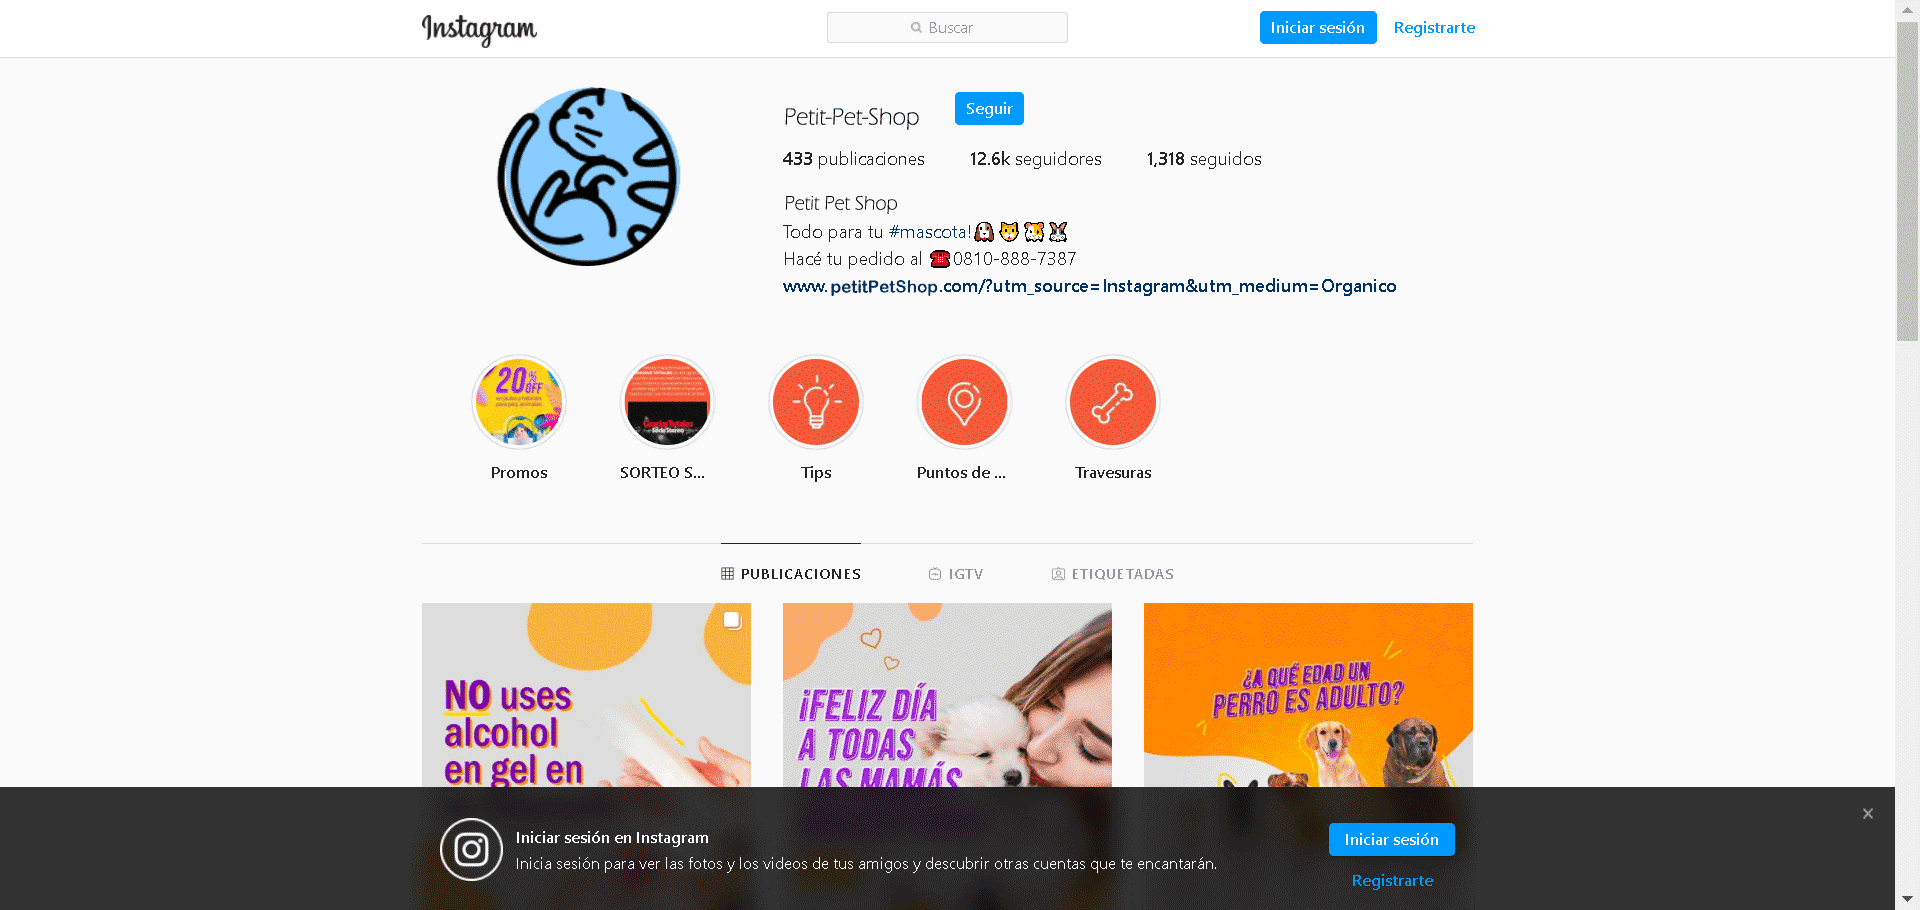 Instagram
Buscar
Iniciar sesión
Registrarte
Petit-Pet-Shop
Seguir
433 publicaciones
12.6k seguidores
1,318 seguidos
Petit Pet Shop
Todo para tu #mascota!🐶🐱🐹🐰
Hacé tu pedido al ☎️0810-888-7387
www.petitPetShop.com/?utm_source=Instagram&utm_medium=Organico
20% OFF
Promos
SORTEO S...
Tips
Puntos de ...
Travesuras
PUBLICACIONES
IGTV
ETIQUETADAS
NO uses
alcohol
en gel en
¡FELIZ DÍA
A TODAS
LAS MAMÁS
¿A QUÉ EDAD UN
PERRO ES ADULTO?
Iniciar sesión en Instagram
Inicia sesión para ver las fotos y los videos de tus amigos y descubrir otras cuentas que te encantarán.
Iniciar sesión
Registrarte